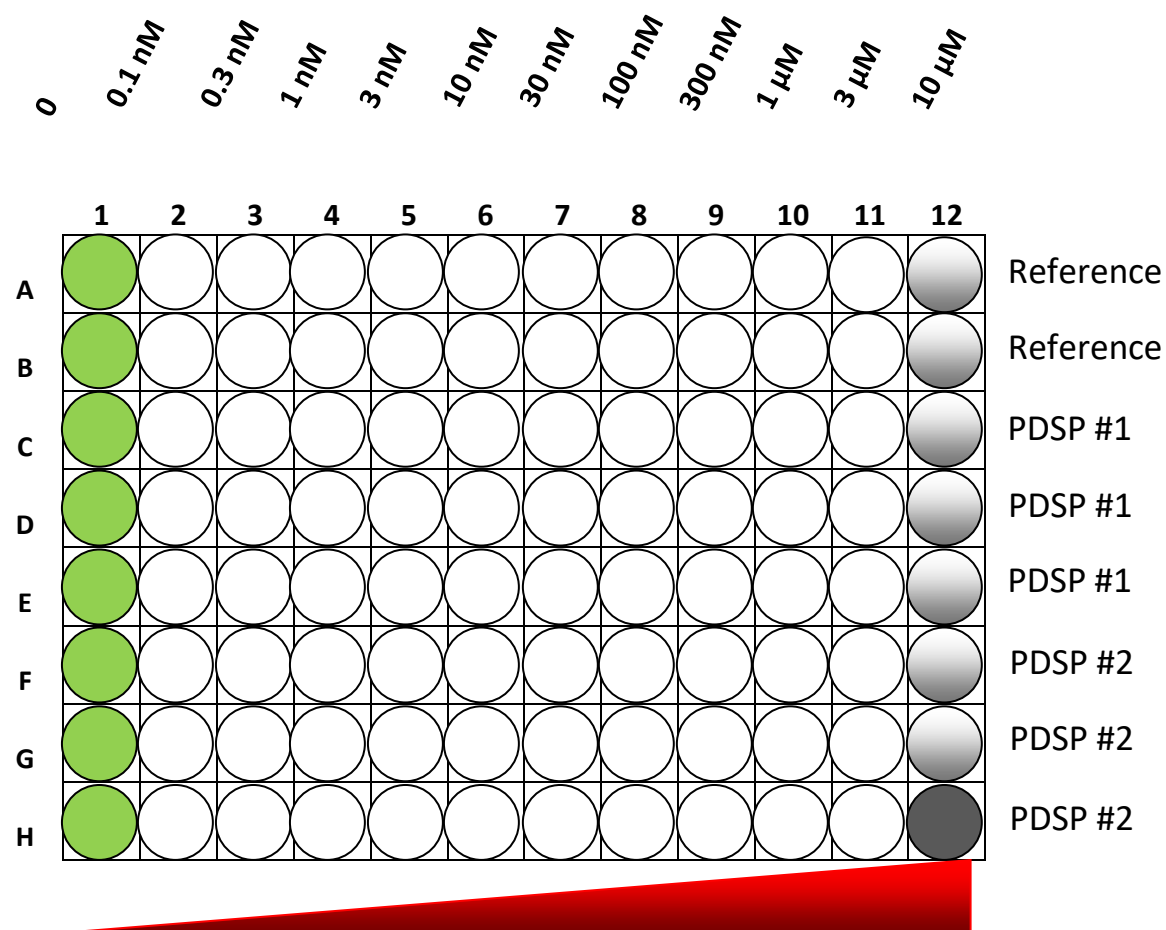 0 0.1 nM 0.3 nM 1 nM 3 nM 10 nM 30 nM 100 nM 300 nM 1 µM 3 µM 10 µM
1 2 3 4 5 6 7 8 9 10 11 12
A Reference
B Reference
C PDSP #1
D PDSP #1
E PDSP #1
F PDSP #2
G PDSP #2
H PDSP #2